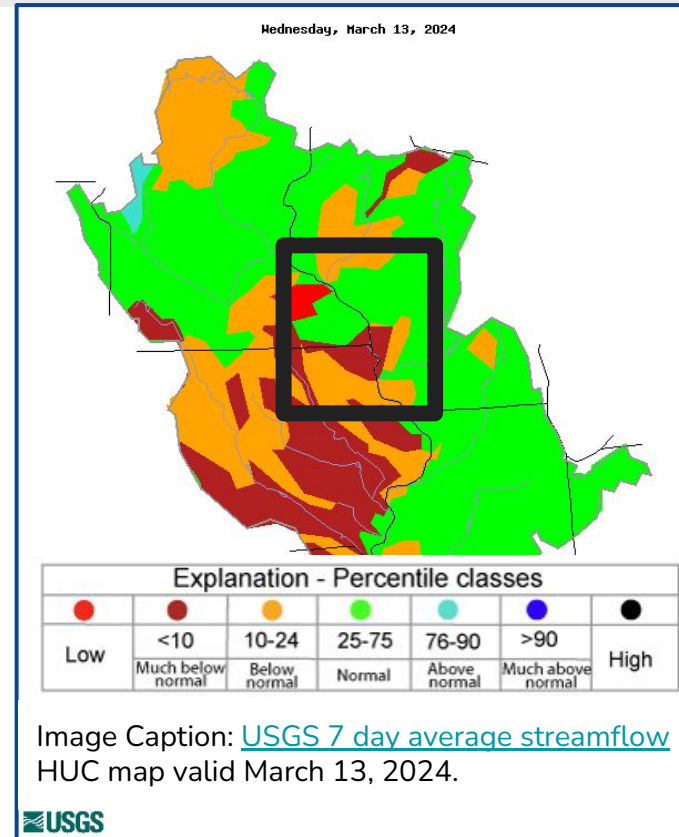 Wednesday, March 13, 2024
Explanation - Percentile classes
Low
<10
10-24
25-75
76-90
>90
High
Much below
normal
Below
normal
Normal
Above
normal
Much above
normal
Image Caption: USGS 7 day average streamflow
HUC map valid March 13, 2024.
USGS